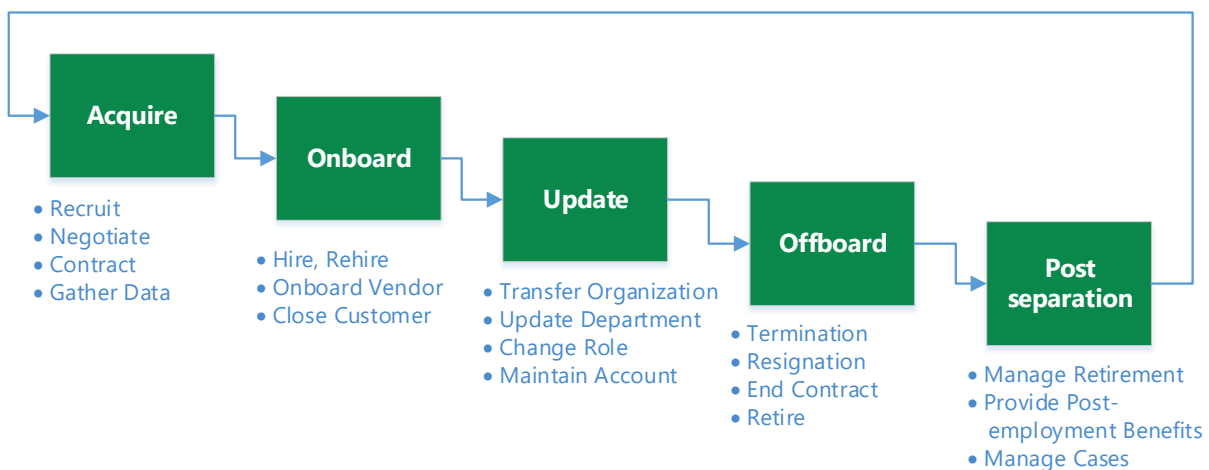 Acquire
• Recruit
• Negotiate
• Contract
• Gather Data
Onboard
• Hire, Rehire
• Onboard Vendor
• Close Customer
Update
• Transfer Organization
• Update Department
• Change Role
• Maintain Account
Offboard
• Termination
• Resignation
• End Contract
• Retire
Post
separation
• Manage Retirement
• Provide Post-
employment Benefits
• Manage Cases